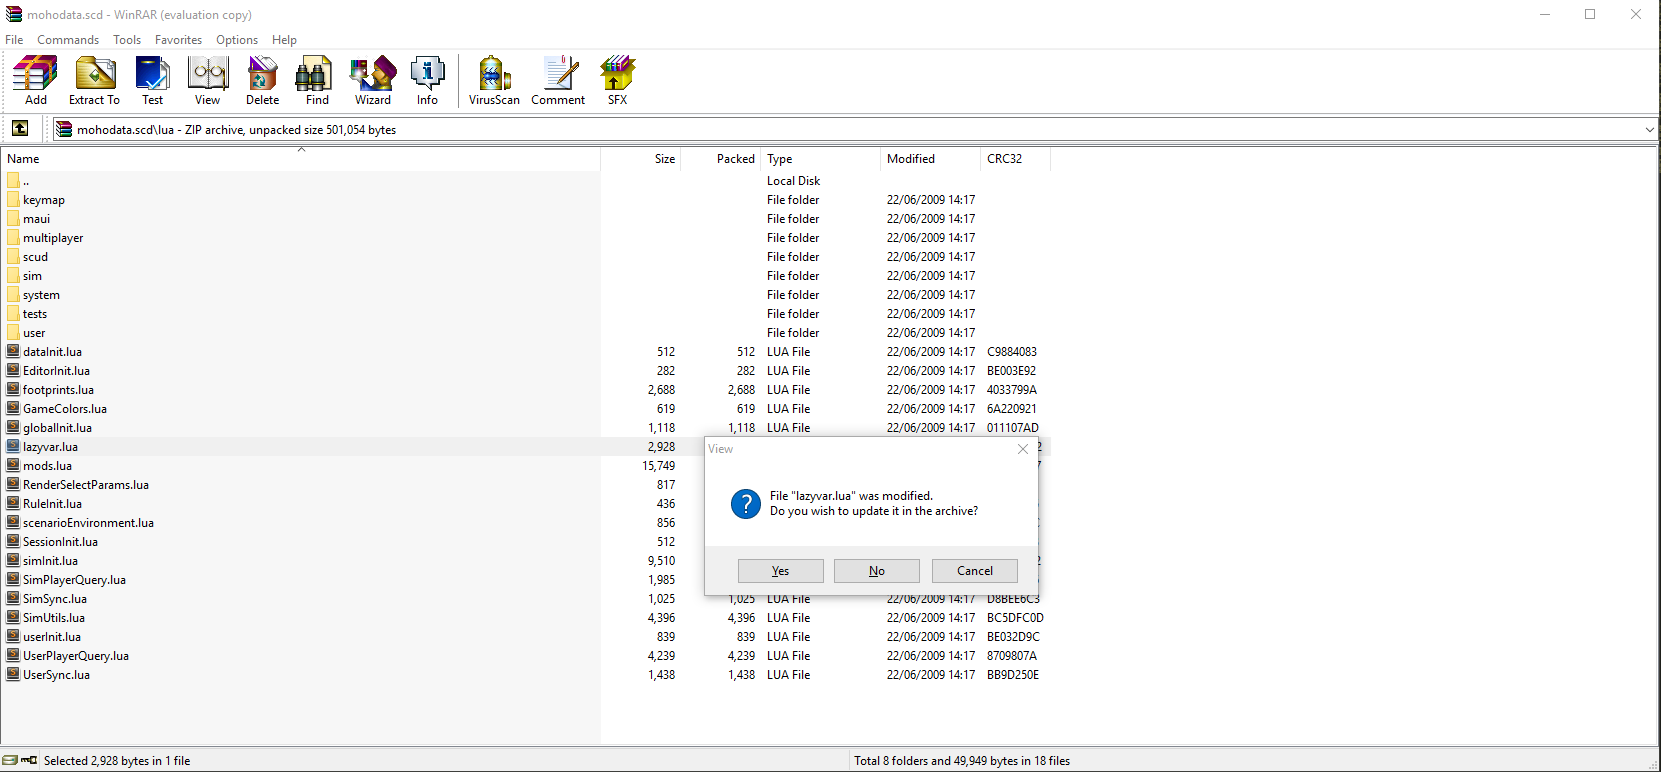 mohodata.scd - WinRAR (evaluation copy)
File Commands Tools Favorites Options Help
Add Extract To Test View Delete Find Wizard Info VirusScan Comment SFX
mohodata.scd\lua - ZIP archive, unpacked size 501,054 bytes
Name Size Packed Type Modified CRC32
.. Local Disk
keymap File folder 22/06/2009 14:17
maui File folder 22/06/2009 14:17
multiplayer File folder 22/06/2009 14:17
scud File folder 22/06/2009 14:17
sim File folder 22/06/2009 14:17
system File folder 22/06/2009 14:17
tests File folder 22/06/2009 14:17
user File folder 22/06/2009 14:17
dataInit.lua 512 512 LUA File 22/06/2009 14:17 C9884083
EditorInit.lua 282 282 LUA File 22/06/2009 14:17 BE003E92
footprints.lua 2,688 2,688 LUA File 22/06/2009 14:17 4033799A
GameColors.lua 619 619 LUA File 22/06/2009 14:17 6A220921
globalInit.lua 1,118 1,118 LUA File 22/06/2009 14:17 011107AD
lazyvar.lua 2,928
mods.lua 15,749
RenderSelectParams.lua 817
RuleInit.lua 436
scenarioEnvironment.lua 856
SessionInit.lua 512
simInit.lua 9,510
SimPlayerQuery.lua 1,985
SimSync.lua 1,025 1,025 LUA File 22/06/2009 14:17 D8BEE6C3
SimUtils.lua 4,396 4,396 LUA File 22/06/2009 14:17 BC5DFC0D
userInit.lua 839 839 LUA File 22/06/2009 14:17 BE032D9C
UserPlayerQuery.lua 4,239 4,239 LUA File 22/06/2009 14:17 8709807A
UserSync.lua 1,438 1,438 LUA File 22/06/2009 14:17 BB9D250E
View
File "lazyvar.lua" was modified.
Do you wish to update it in the archive?
Yes No Cancel
Selected 2,928 bytes in 1 file
Total 8 folders and 49,949 bytes in 18 files